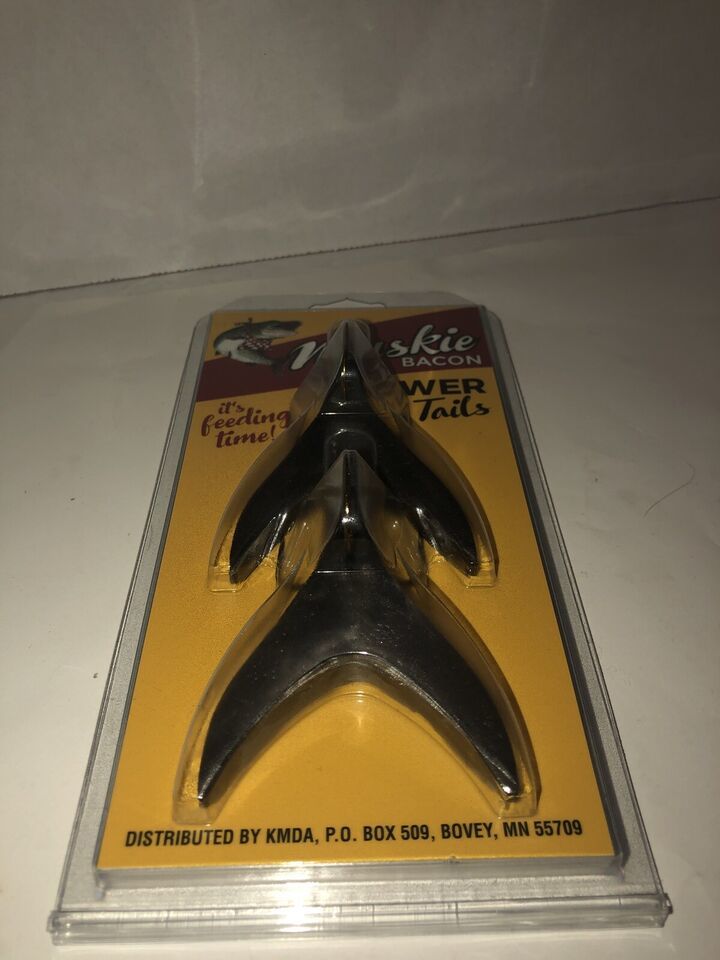 skie
BACON
WER
Tails
it's
feeding
time!
DISTRIBUTED BY KMDA, P.O. BOX 509, BOVEY, MN 55709